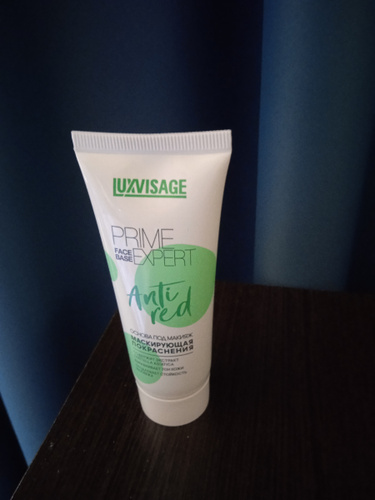 LUXVISAGE
PRIME
FACE
BASE EXPERT
Anti
red
ОСНОВА ПОД МАКИЯЖ
МАСКИРУЮЩАЯ
ПОКРАСНЕНИЯ